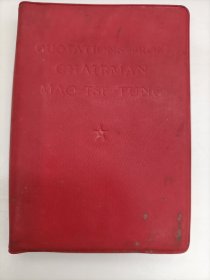 QUOTATIONS FROM
CHAIRMAN
MAO TSE-TUNG